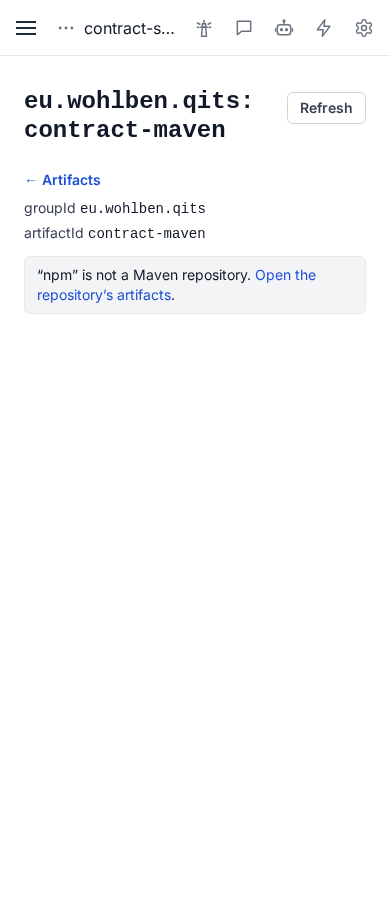 contract-s...
eu.wohlben.qits:
contract-maven
Refresh
← Artifacts
groupId eu.wohlben.qits
artifactId contract-maven
“npm” is not a Maven repository. Open the
repository’s artifacts.